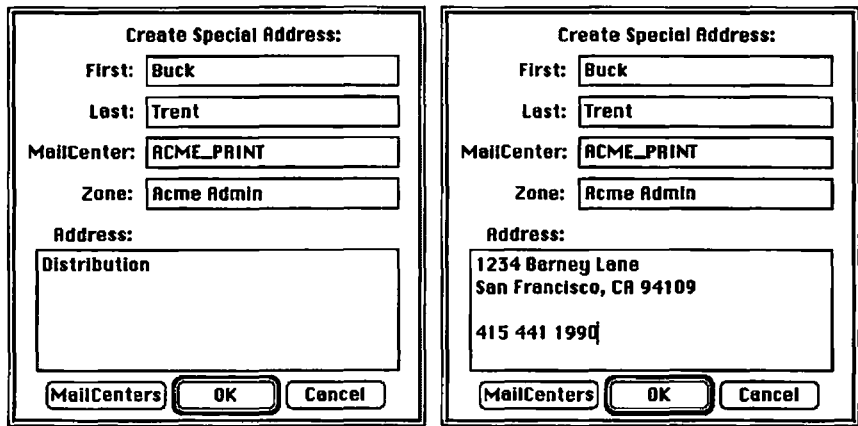 Create Special Address:
First: Buck
Last: Trent
MailCenter: ACME_PRINT
Zone: Acme Admin
Address:
Distribution
MailCenters OK Cancel
Create Special Address:
First: Buck
Last: Trent
MailCenter: ACME_PRINT
Zone: Acme Admin
Address:
1234 Barney Lane
San Francisco, CA 94109
415 441 1990
MailCenters OK Cancel